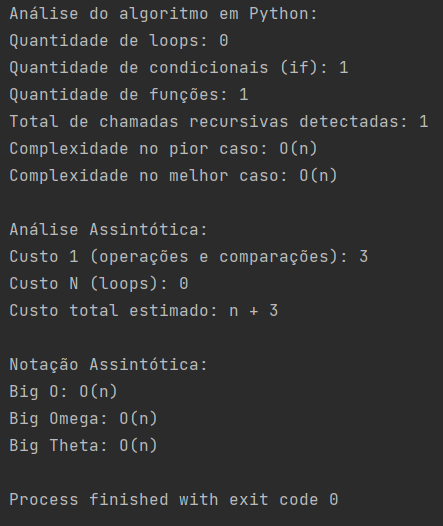 Análise do algoritmo em Python:
Quantidade de loops: 0
Quantidade de condicionais (if): 1
Quantidade de funções: 1
Total de chamadas recursivas detectadas: 1
Complexidade no pior caso: O(n)
Complexidade no melhor caso: O(n)
Análise Assintótica:
Custo 1 (operações e comparações): 3
Custo N (loops): 0
Custo total estimado: n + 3
Notação Assintótica:
Big O: O(n)
Big Omega: O(n)
Big Theta: O(n)
Process finished with exit code 0